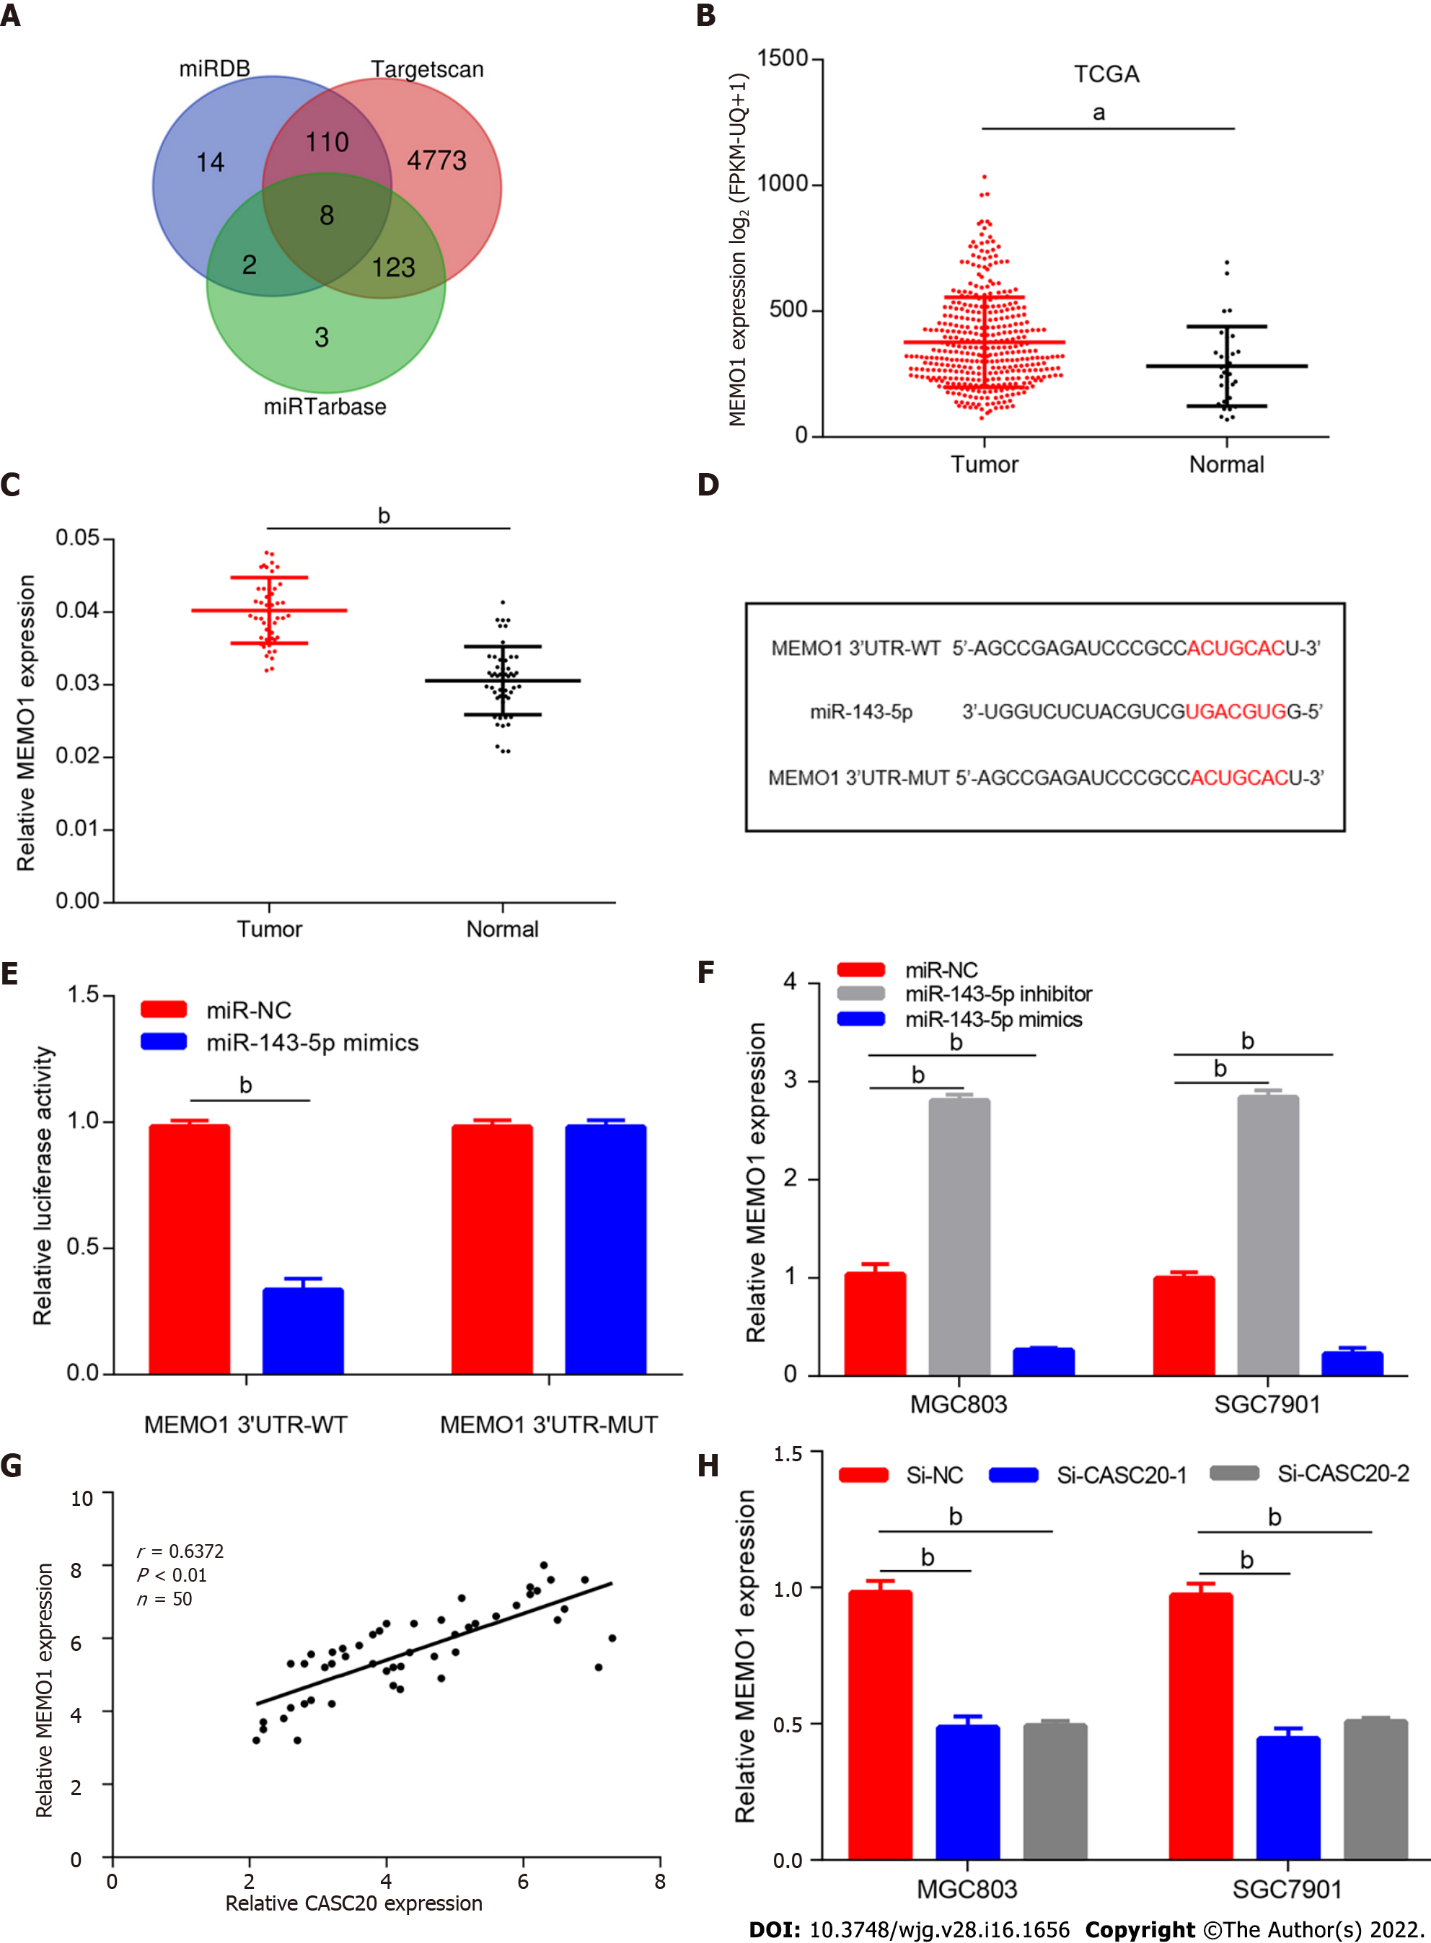 A
miRDB
Targetscan
110
14
4773
8
2
123
3
miRTarbase
B
TCGA
a
MEMO1 expression log2 (FPKM-UQ+1)
1500
1000
500
0
Tumor
Normal
C
b
Relative MEMO1 expression
0.05
0.04
0.03
0.02
0.01
0.00
Tumor
Normal
D
MEMO1 3’UTR-WT 5’-AGCCGAGAUCCCGCCACUGCACU-3’
miR-143-5p 3’-UGGUCUCUACGUCGUGACGUGG-5’
MEMO1 3’UTR-MUT 5’-AGCCGAGAUCCCGCCACUGCACU-3’
E
miR-NC
miR-143-5p mimics
b
Relative luciferase activity
1.5
1.0
0.5
0.0
MEMO1 3'UTR-WT
MEMO1 3'UTR-MUT
F
miR-NC
miR-143-5p inhibitor
miR-143-5p mimics
b
b
b
b
Relative MEMO1 expression
4
3
2
1
0
MGC803
SGC7901
G
r = 0.6372
P < 0.01
n = 50
Relative MEMO1 expression
10
8
6
4
2
0
0
2
4
6
8
Relative CASC20 expression
H
Si-NC
Si-CASC20-1
Si-CASC20-2
b
b
b
b
Relative MEMO1 expression
1.5
1.0
0.5
0.0
MGC803
SGC7901
DOI: 10.3748/wjg.v28.i16.1656 Copyright ©The Author(s) 2022.